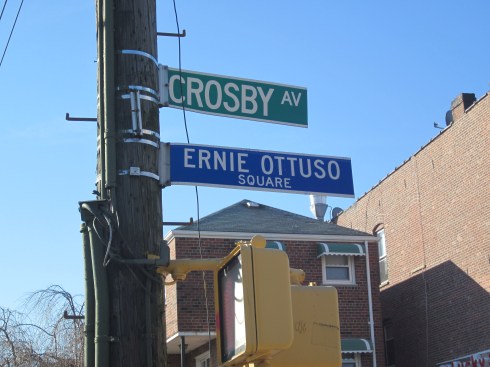 CROSBY AV
ERNIE OTTUSO
SQUARE